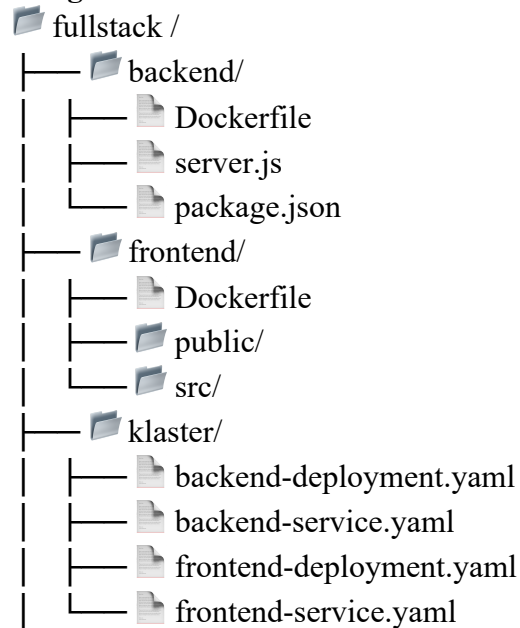 fullstack /
backend/
Dockerfile
server.js
package.json
frontend/
Dockerfile
public/
src/
klaster/
backend-deployment.yaml
backend-service.yaml
frontend-deployment.yaml
frontend-service.yaml